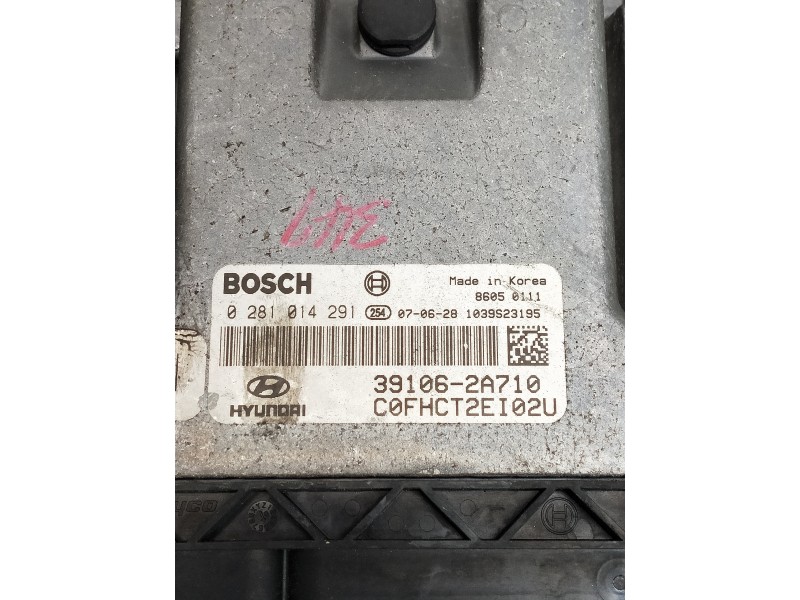 BOSCH
Made in Korea
8605 0111
0 281 014 291 254 07-06-28 1039S23195
39106-2A710
HYUNDAI
C0FHCT2EI02U